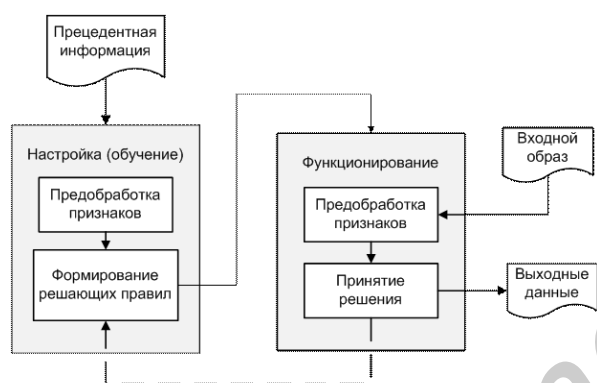 Прецедентная
информация
Настройка (обучение)
Предобработка
признаков
Формирование
решающих правил
Функционирование
Предобработка
признаков
Принятие
решения
Входной
образ
Выходные
данные